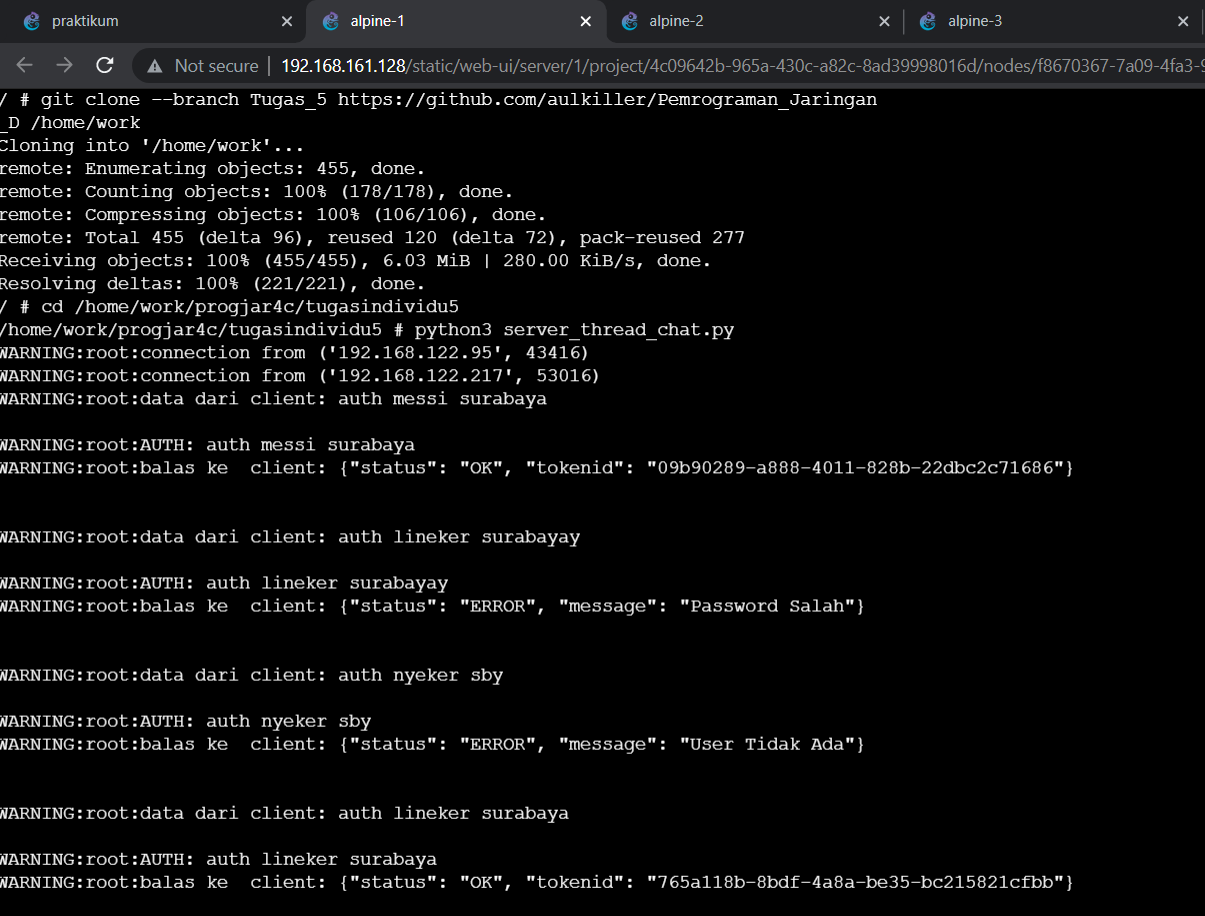 praktikum
alpine-1
alpine-2
alpine-3
Not secure | 192.168.161.128/static/web-ui/server/1/project/4c09642b-965a-430c-a82c-8ad39998016d/nodes/f8670367-7a09-4fa3-9
/ # git clone --branch Tugas_5 https://github.com/aulkiller/Pemrograman_Jaringan
_D /home/work
Cloning into '/home/work'...
remote: Enumerating objects: 455, done.
remote: Counting objects: 100% (178/178), done.
remote: Compressing objects: 100% (106/106), done.
remote: Total 455 (delta 96), reused 120 (delta 72), pack-reused 277
Receiving objects: 100% (455/455), 6.03 MiB | 280.00 KiB/s, done.
Resolving deltas: 100% (221/221), done.
/ # cd /home/work/progjar4c/tugasindividu5
/home/work/progjar4c/tugasindividu5 # python3 server_thread_chat.py
WARNING:root:connection from ('192.168.122.95', 43416)
WARNING:root:connection from ('192.168.122.217', 53016)
WARNING:root:data dari client: auth messi surabaya
WARNING:root:AUTH: auth messi surabaya
WARNING:root:balas ke  client: {"status": "OK", "tokenid": "09b90289-a888-4011-828b-22dbc2c71686"}
WARNING:root:data dari client: auth lineker surabayay
WARNING:root:AUTH: auth lineker surabayay
WARNING:root:balas ke  client: {"status": "ERROR", "message": "Password Salah"}
WARNING:root:data dari client: auth nyeker sby
WARNING:root:AUTH: auth nyeker sby
WARNING:root:balas ke  client: {"status": "ERROR", "message": "User Tidak Ada"}
WARNING:root:data dari client: auth lineker surabaya
WARNING:root:AUTH: auth lineker surabaya
WARNING:root:balas ke  client: {"status": "OK", "tokenid": "765a118b-8bdf-4a8a-be35-bc215821cfbb"}